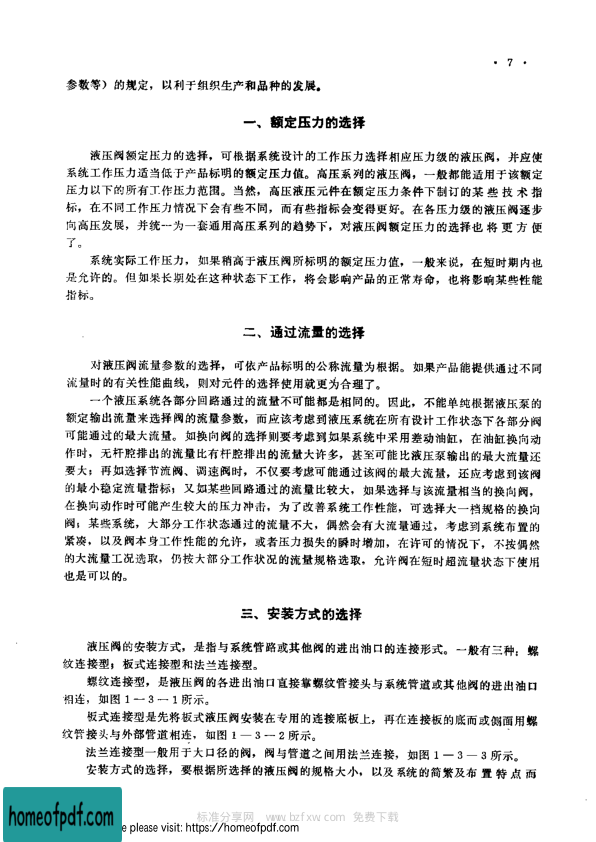 · 7 ·
参数等）的规定，以利于组织生产和品种的发展。
一、额定压力的选择
液压阀额定压力的选择，可根据系统设计的工作压力选择相应压力级的液压阀，并应使
系统工作压力适当低于产品标明的额定压力值。高压系列的液压阀，一般都能适用于该额定
压力以下的所有工作压力范围。当然，高压液压元件在额定压力条件下制订的某些技术指
标，在不同工作压力情况下会有些不同，而有些指标会变得更好。在各压力级的液压阀逐步
向高压发展，并统一为一套通用高压系列的趋势下，对液压阀额定压力的选择也将更方便
了。
系统实际工作压力，如果稍高于液压阀所标明的额定压力值，一般来说，在短时期内也
是允许的。但如果长期处在这种状态下工作，将会影响产品的正常寿命，也将影响某些性能
指标。
二、通过流量的选择
对液压阀流量参数的选择，可依产品标明的公称流量为根据。如果产品能提供通过不同
流量时的有关性能曲线，则对元件的选择使用就更为合理了。
一个液压系统各部分回路通过的流量不可能都是相同的。因此，不能单纯根据液压泵的
额定输出流量来选择阀的流量参数，而应该考虑到液压系统在所有设计工作状态下各部分阀
可能通过的最大流量。如换向阀的选择则要考虑到如果系统中采用差动油缸，在油缸换向动
作时，无杆腔排出的流量比有杆腔排出的流量大许多，甚至可能比液压泵输出的最大流量还
要大；再如选择节流阀、调速阀时，不仅要考虑可能通过该阀的最大流量，还应考虑到该阀
的最小稳定流量指标；又如某些回路通过的流量比较大，如果选择与该流量相当的换向阀，
在换向动作时可能产生较大的压力冲击，为了改善系统工作性能，可选择大一档规格的换向
阀；某些系统，大部分工作状态通过的流量不大，偶然会有大流量通过，考虑到系统布置的
紧凑，以及阀本身工作性能的允许，或者压力损失的瞬时增加，在许可的情况下，不按偶然
的大流量工况选取，仍按大部分工作状况的流量规格选取，允许阀在短时超流量状态下使用
也是可以的。
三、安装方式的选择
液压阀的安装方式，是指与系统管路或其他阀的进出油口的连接形式。一般有三种：螺
纹连接型；板式连接型和法兰连接型。
螺纹连接型，是液压阀的各进出油口直接靠螺纹管接头与系统管道或其他阀的进出油口
相连，如图1－3－1所示。
板式连接型是先将板式液压阀安装在专用的连接底板上，再在连接板的底面或侧面用螺
纹管接头与外部管道相连，如图1－3－2所示。
法兰连接型一般用于大口径的阀，阀与管道之间用法兰连接，如图1－3－3所示。
安装方式的选择，要根据所选择的液压阀的规格大小，以及系统的简繁及布置特点而
标准分享网 www.bzfxw.com 免费下载
homeofpdf.com
e please visit: https://homeofpdf.com